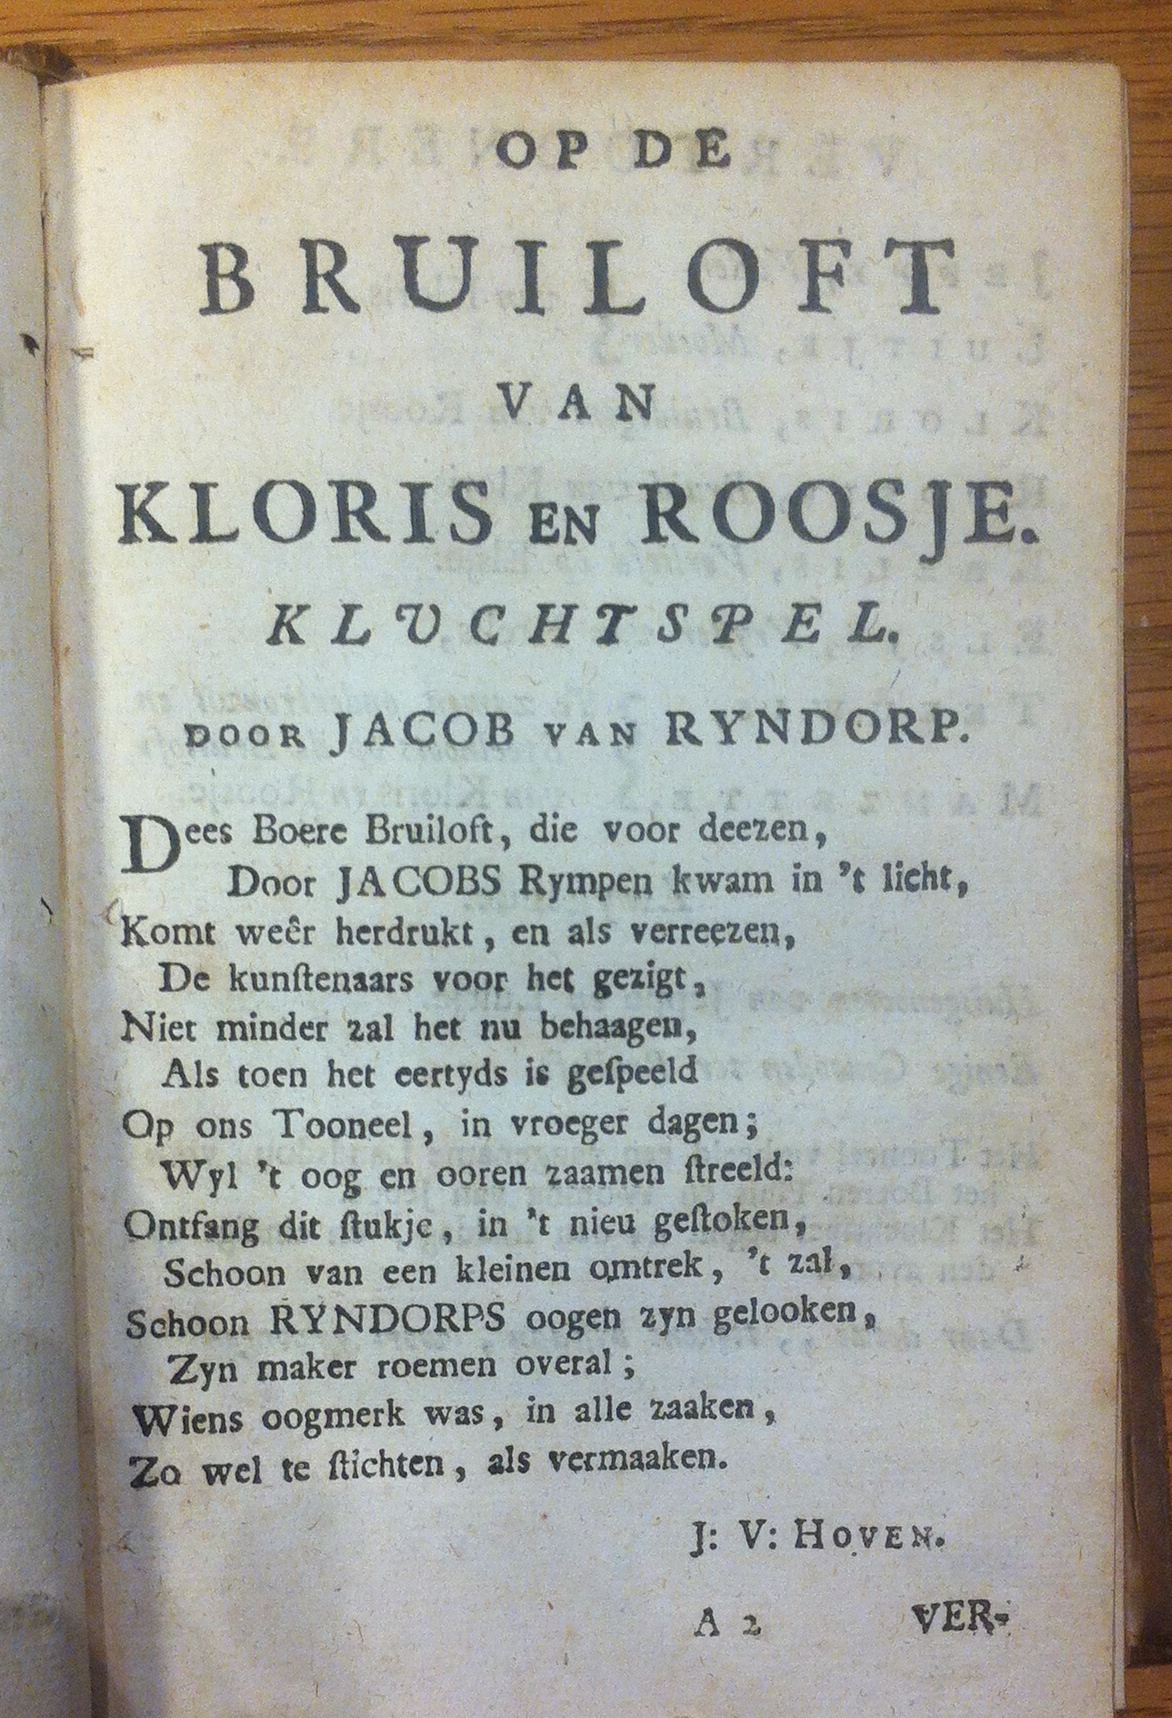 OP DE
BRUILOFT
VAN
KLORIS EN ROOSJE.
KLUCHTSPEL.
DOOR JACOB VAN RYNDORP.
Dees Boere Bruiloft, die voor deezen,
Door JACOBS Rympen kwam in 't licht,
Komt weêr herdrukt, en als verreezen,
De kunſtenaars voor het gezigt,
Niet minder zal het nu behaagen,
Als toen het eertyds is geſpeeld
Op ons Tooneel, in vroeger dagen;
Wyl 't oog en ooren zaamen ſtreeld:
Ontfang dit ſtukje, in 't nieu geſtoken,
Schoon van een kleinen omtrek, 't zal,
Schoon RYNDORPS oogen zyn gelooken,
Zyn maker roemen overal;
Wiens oogmerk was, in alle zaaken,
Zo wel te ſtichten, als vermaaken.
J: V: HOVEN.
A 2 VER-